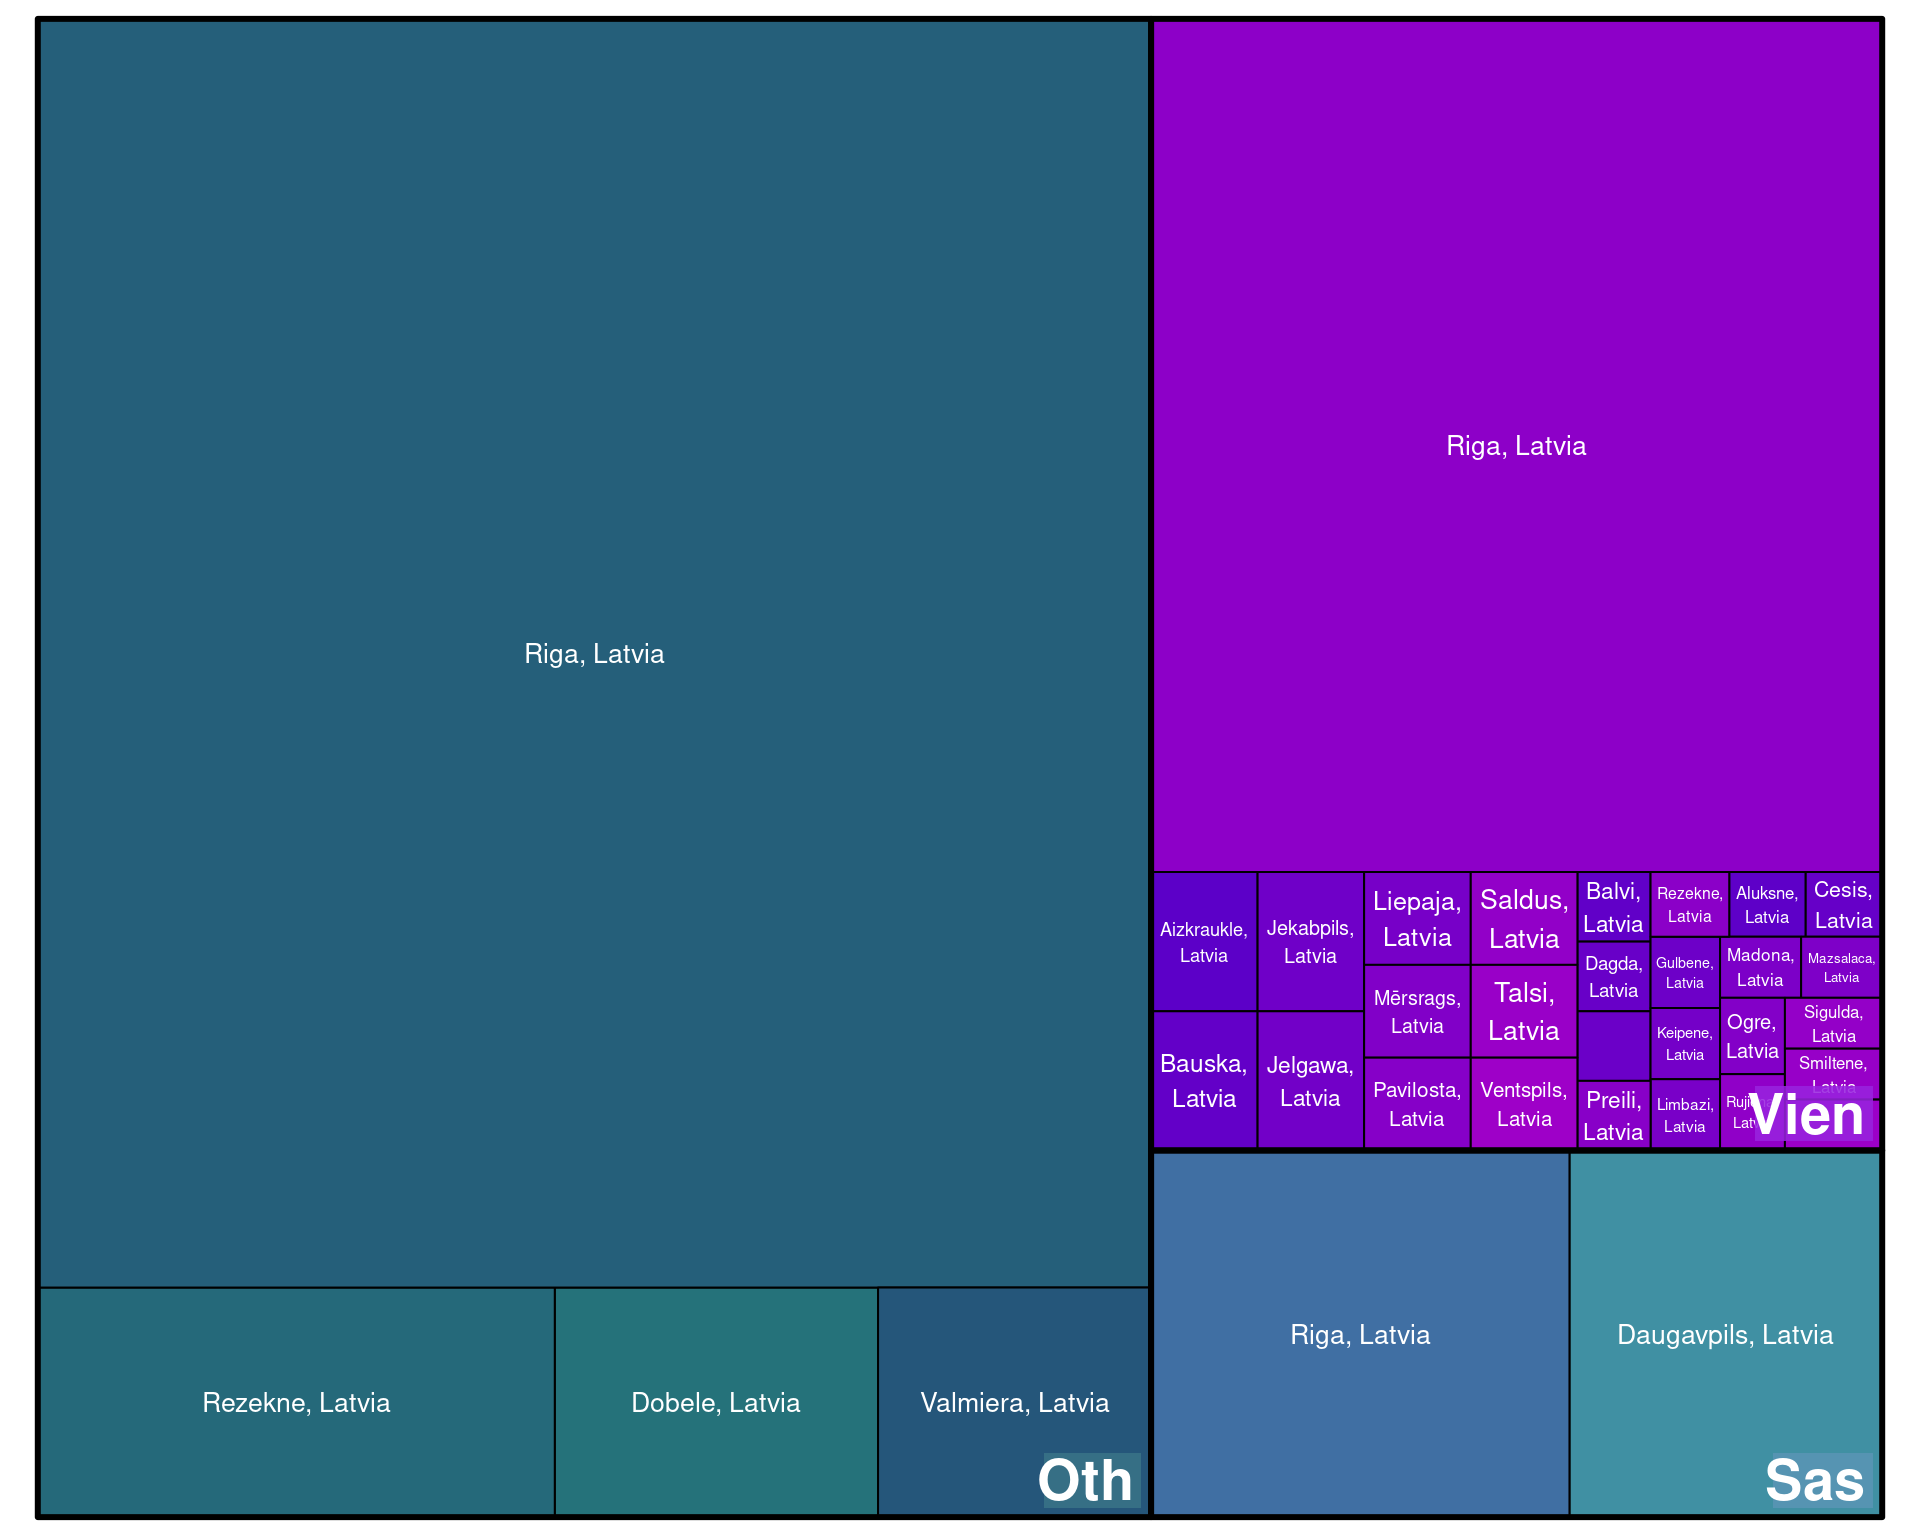 Riga, Latvia
Rezekne, Latvia
Dobele, Latvia
Valmiera, Latvia
Oth
Riga, Latvia
Aizkraukle,
Latvia
Bauska,
Latvia
Jekabpils,
Latvia
Jelgawa,
Latvia
Liepaja,
Latvia
Mērsrags,
Latvia
Pavilosta,
Latvia
Saldus,
Latvia
Talsi,
Latvia
Ventspils,
Latvia
Balvi,
Latvia
Dagda,
Latvia
Preili,
Latvia
Rezekne,
Latvia
Aluksne,
Latvia
Cesis,
Latvia
Gulbene,
Latvia
Keipene,
Latvia
Limbazi,
Latvia
Madona,
Latvia
Mazsalaca,
Latvia
Ogre,
Latvia
Sigulda,
Latvia
Smiltene,
Latvia
Vien
Riga, Latvia
Daugavpils, Latvia
Sas